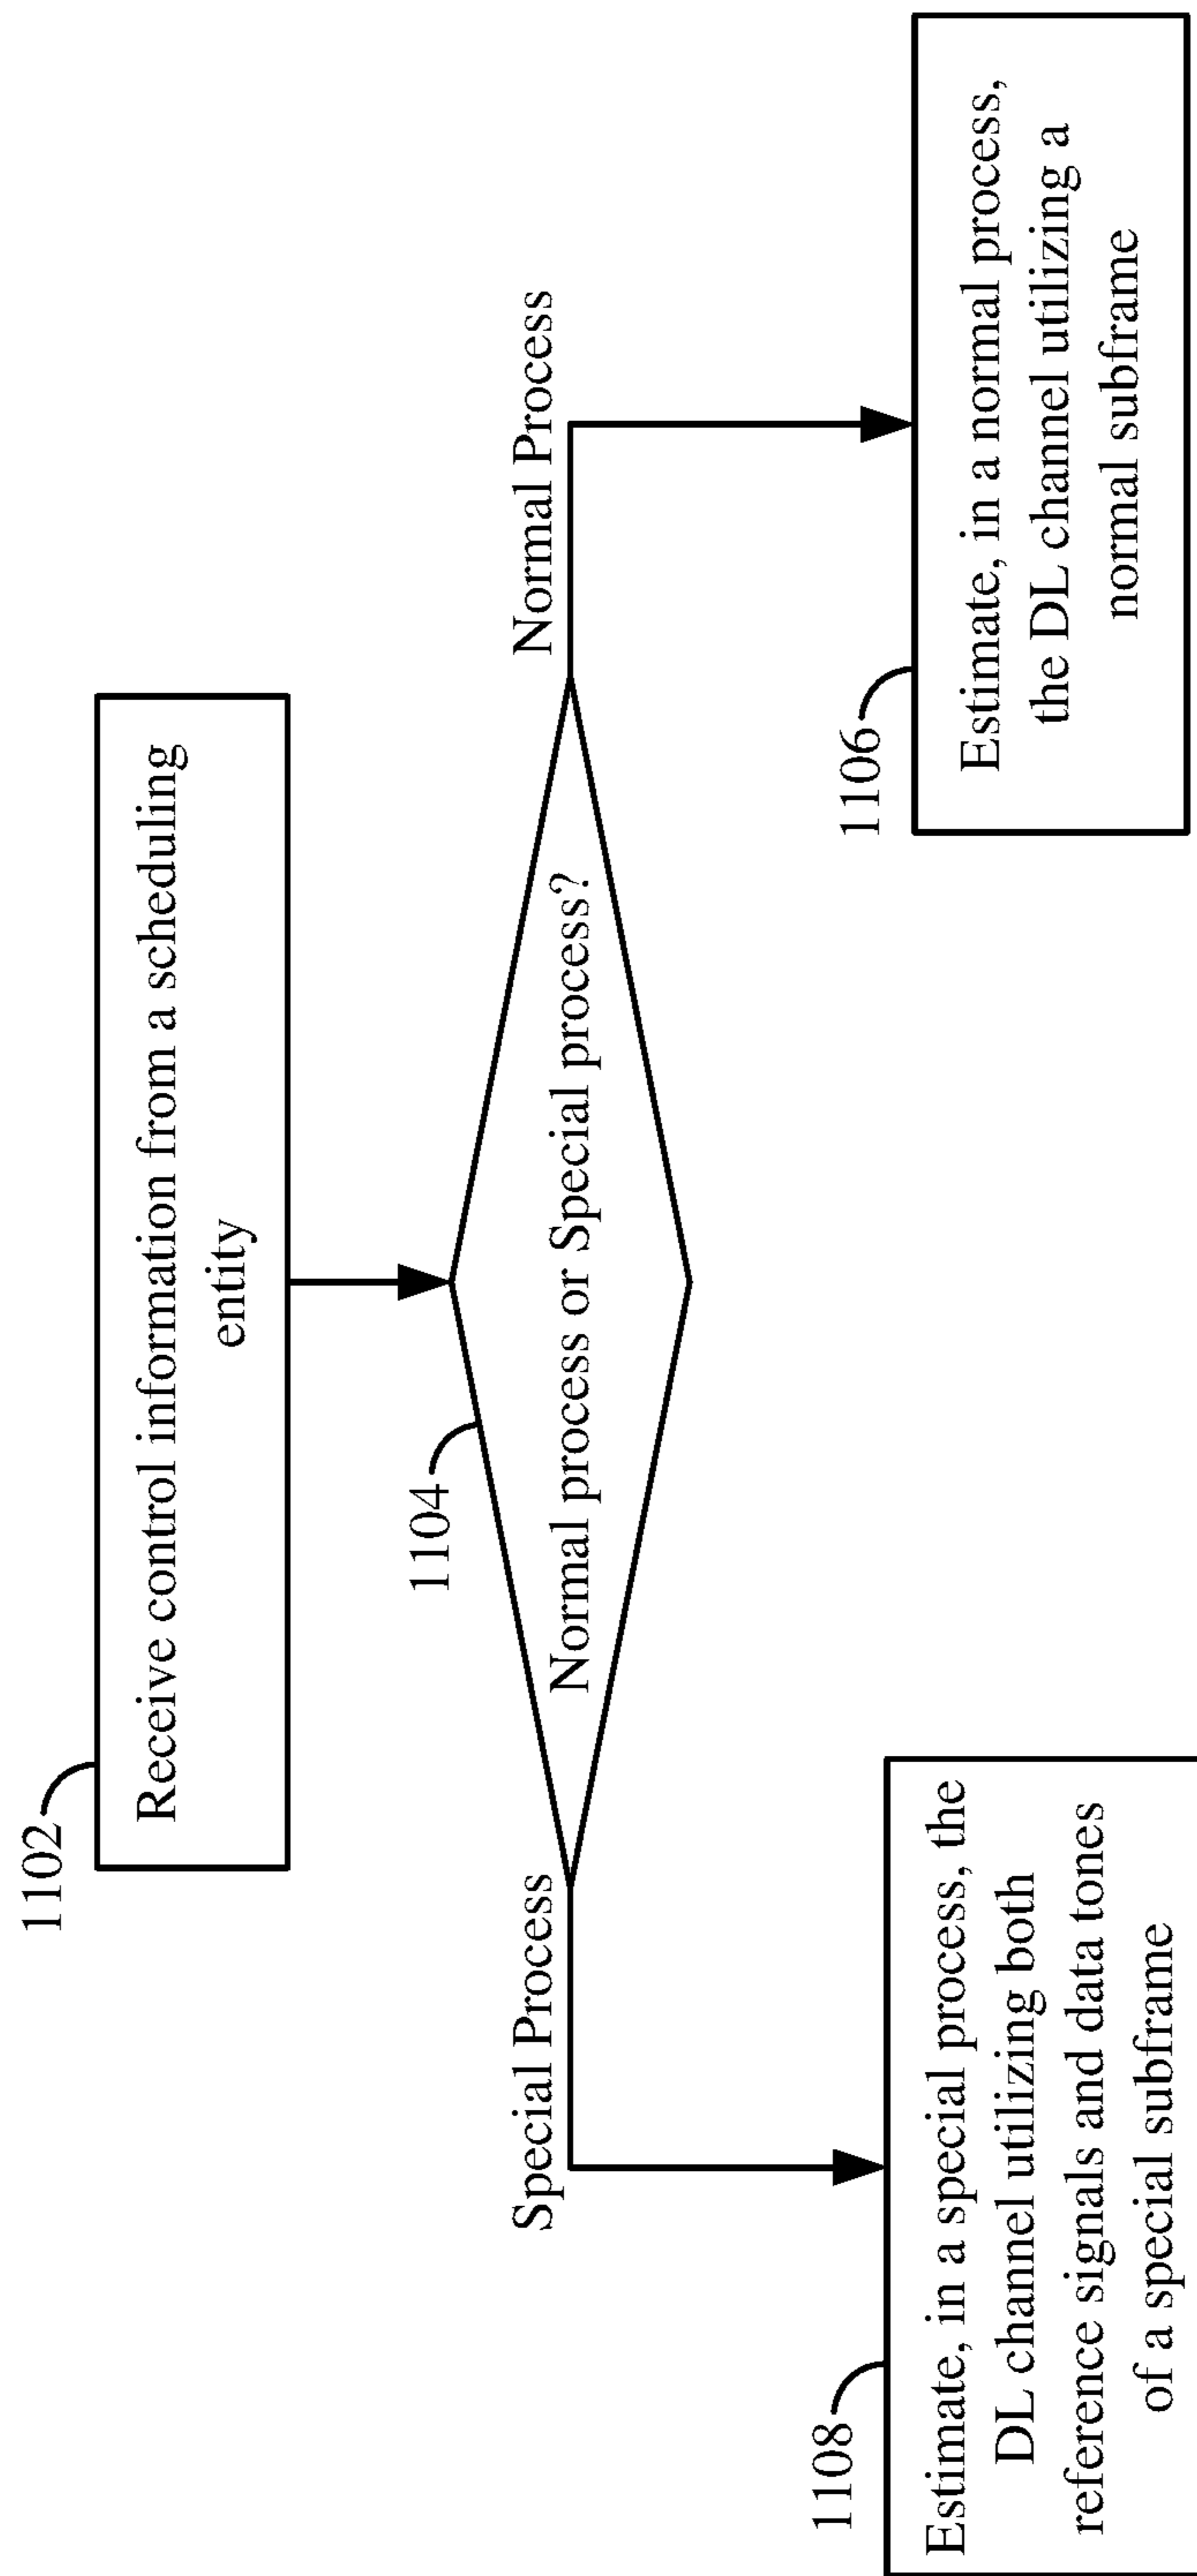 1102
Receive control information from a scheduling
entity
1104
Normal process or Special process?
Special Process
Normal Process
1108
Estimate, in a special process, the
DL channel utilizing both
reference signals and data tones
of a special subframe
1106
Estimate, in a normal process,
the DL channel utilizing a
normal subframe